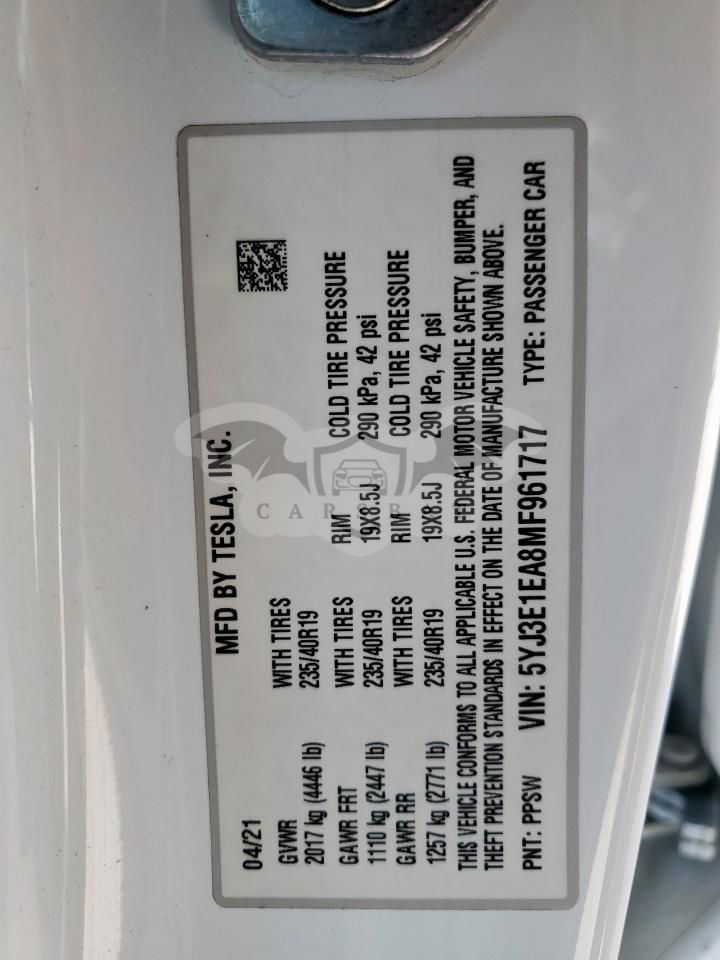 MFD BY TESLA, INC.
04/21
GVWR WITH TIRES
2017 kg (4446 lb) 235/40R19
GAWR FRT WITH TIRES RIM COLD TIRE PRESSURE
1110 kg (2447 lb) 235/40R19 19X8.5J 290 kPa, 42 psi
GAWR RR WITH TIRES RIM COLD TIRE PRESSURE
1257 kg (2771 lb) 235/40R19 19X8.5J 290 kPa, 42 psi
THIS VEHICLE CONFORMS TO ALL APPLICABLE U.S. FEDERAL MOTOR VEHICLE SAFETY, BUMPER, AND
THEFT PREVENTION STANDARDS IN EFFECT ON THE DATE OF MANUFACTURE SHOWN ABOVE.
PNT: PPSW VIN: 5YJ3E1EA8MF961717 TYPE: PASSENGER CAR